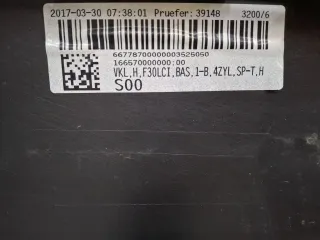 2017-03-30 07:38:01 Pruefer:39148 3200/6
66778700000003525050
166570000000;00
VKL,H,F30LCI,BAS,1-B,4ZYL,SP-T,H
S00